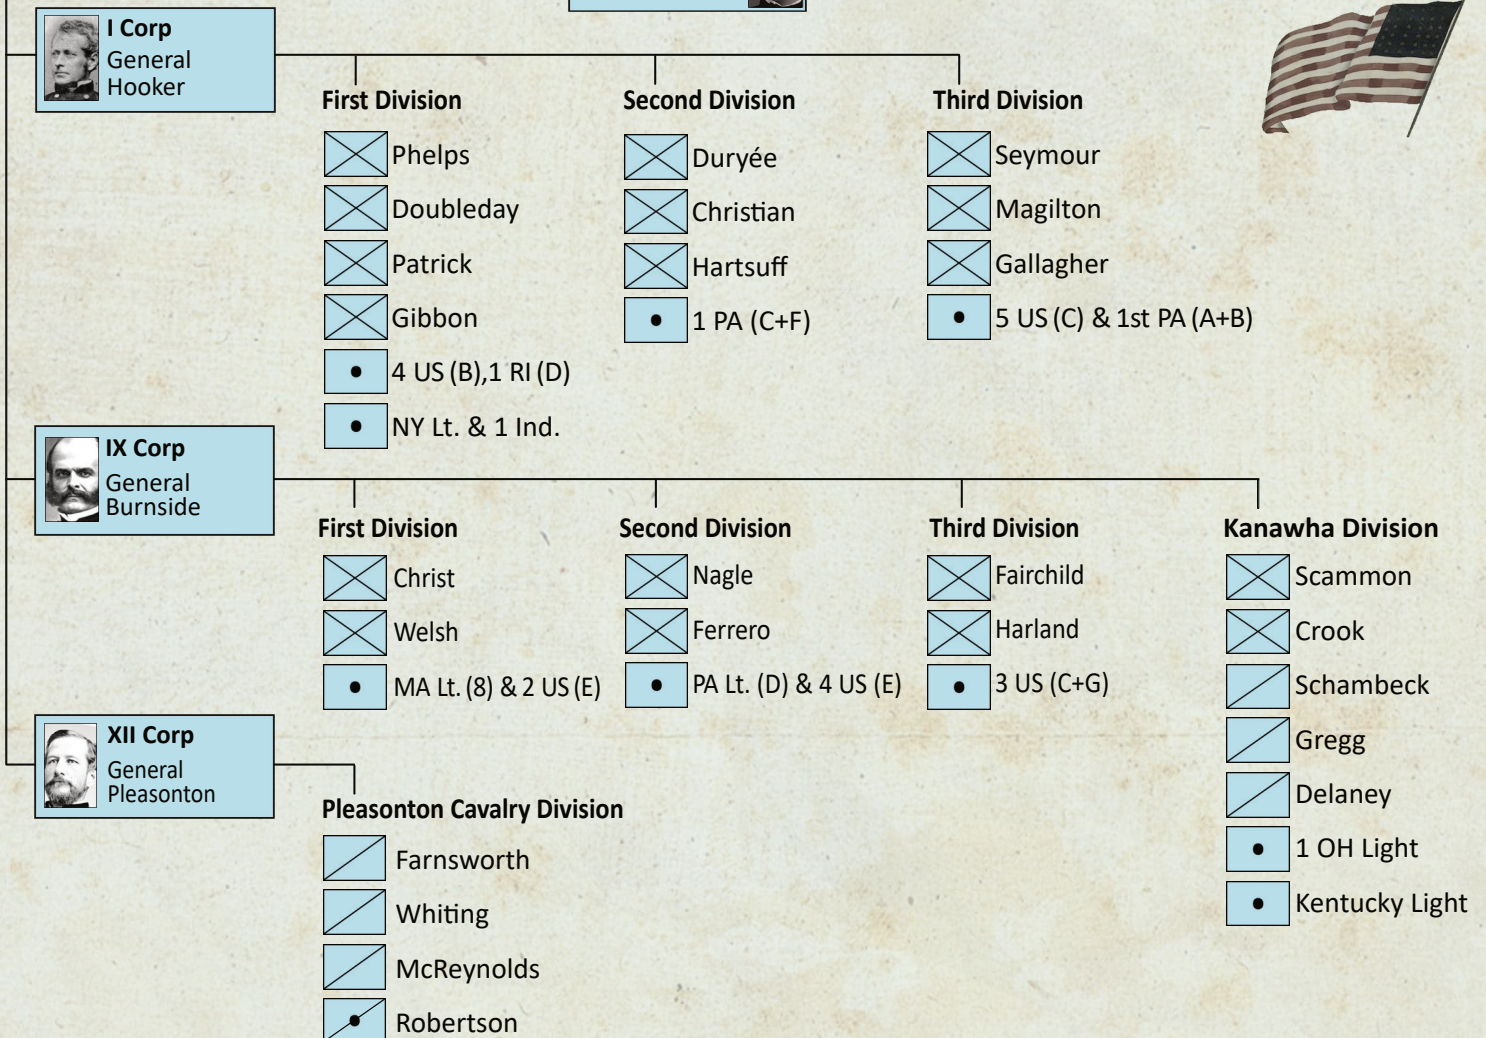 I Corp
General
Hooker
First Division
Phelps
Doubleday
Patrick
Gibbon
4 US (B),1 RI (D)
NY Lt. & 1 Ind.
Second Division
Duryée
Christian
Hartsuff
1 PA (C+F)
Third Division
Seymour
Magilton
Gallagher
5 US (C) & 1st PA (A+B)
IX Corp
General
Burnside
First Division
Christ
Welsh
MA Lt. (8) & 2 US (E)
Second Division
Nagle
Ferrero
PA Lt. (D) & 4 US (E)
Third Division
Fairchild
Harland
3 US (C+G)
Kanawha Division
Scammon
Crook
Schambeck
Gregg
Delaney
1 OH Light
Kentucky Light
XII Corp
General
Pleasonton
Pleasonton Cavalry Division
Farnsworth
Whiting
McReynolds
Robertson